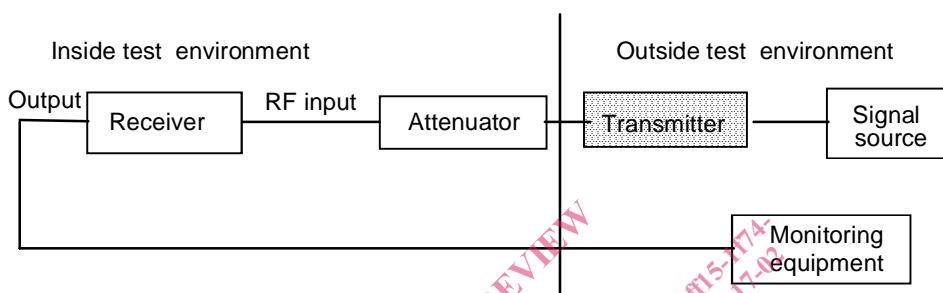 Inside test environment
Outside test environment
Output
Receiver
RF input
Attenuator
Transmitter
Signal
source
Monitoring
equipment